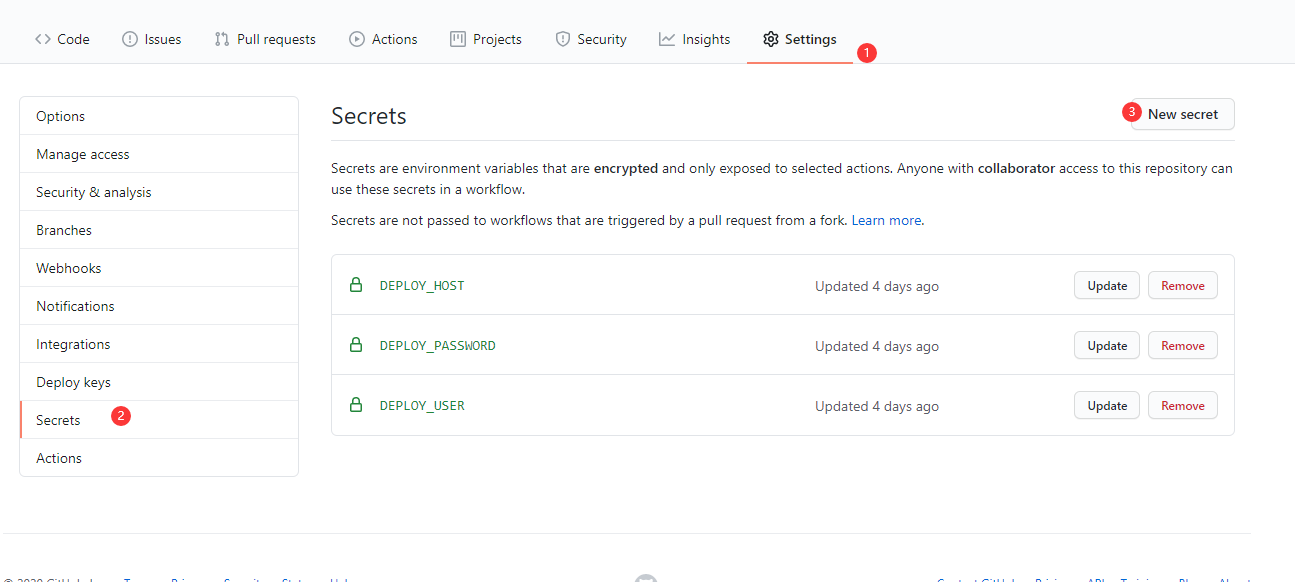 Code Issues Pull requests Actions Projects Security Insights Settings 1
Options
Manage access
Security & analysis
Branches
Webhooks
Notifications
Integrations
Deploy keys
Secrets 2
Actions
Secrets 3 New secret
Secrets are environment variables that are encrypted and only exposed to selected actions. Anyone with collaborator access to this repository can
use these secrets in a workflow.
Secrets are not passed to workflows that are triggered by a pull request from a fork. Learn more.
DEPLOY_HOST Updated 4 days ago Update Remove
DEPLOY_PASSWORD Updated 4 days ago Update Remove
DEPLOY_USER Updated 4 days ago Update Remove